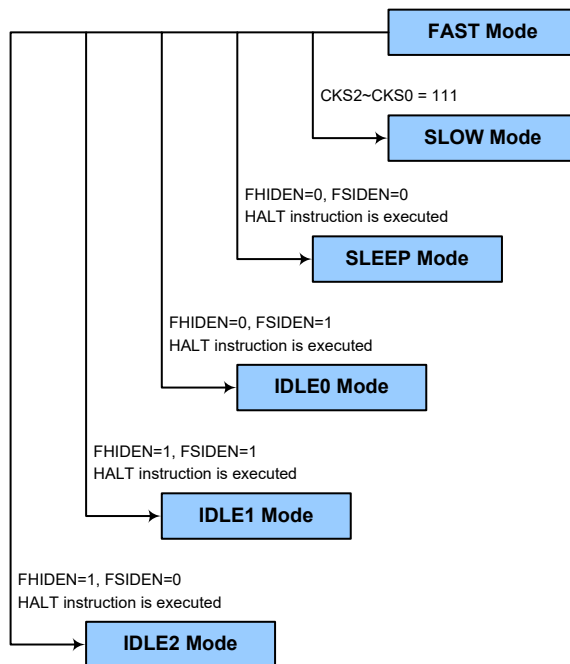 FAST Mode
CKS2~CKS0 = 111
SLOW Mode
FHIDEN=0, FSIDEN=0
HALT instruction is executed
SLEEP Mode
FHIDEN=0, FSIDEN=1
HALT instruction is executed
IDLE0 Mode
FHIDEN=1, FSIDEN=1
HALT instruction is executed
IDLE1 Mode
FHIDEN=1, FSIDEN=0
HALT instruction is executed
IDLE2 Mode